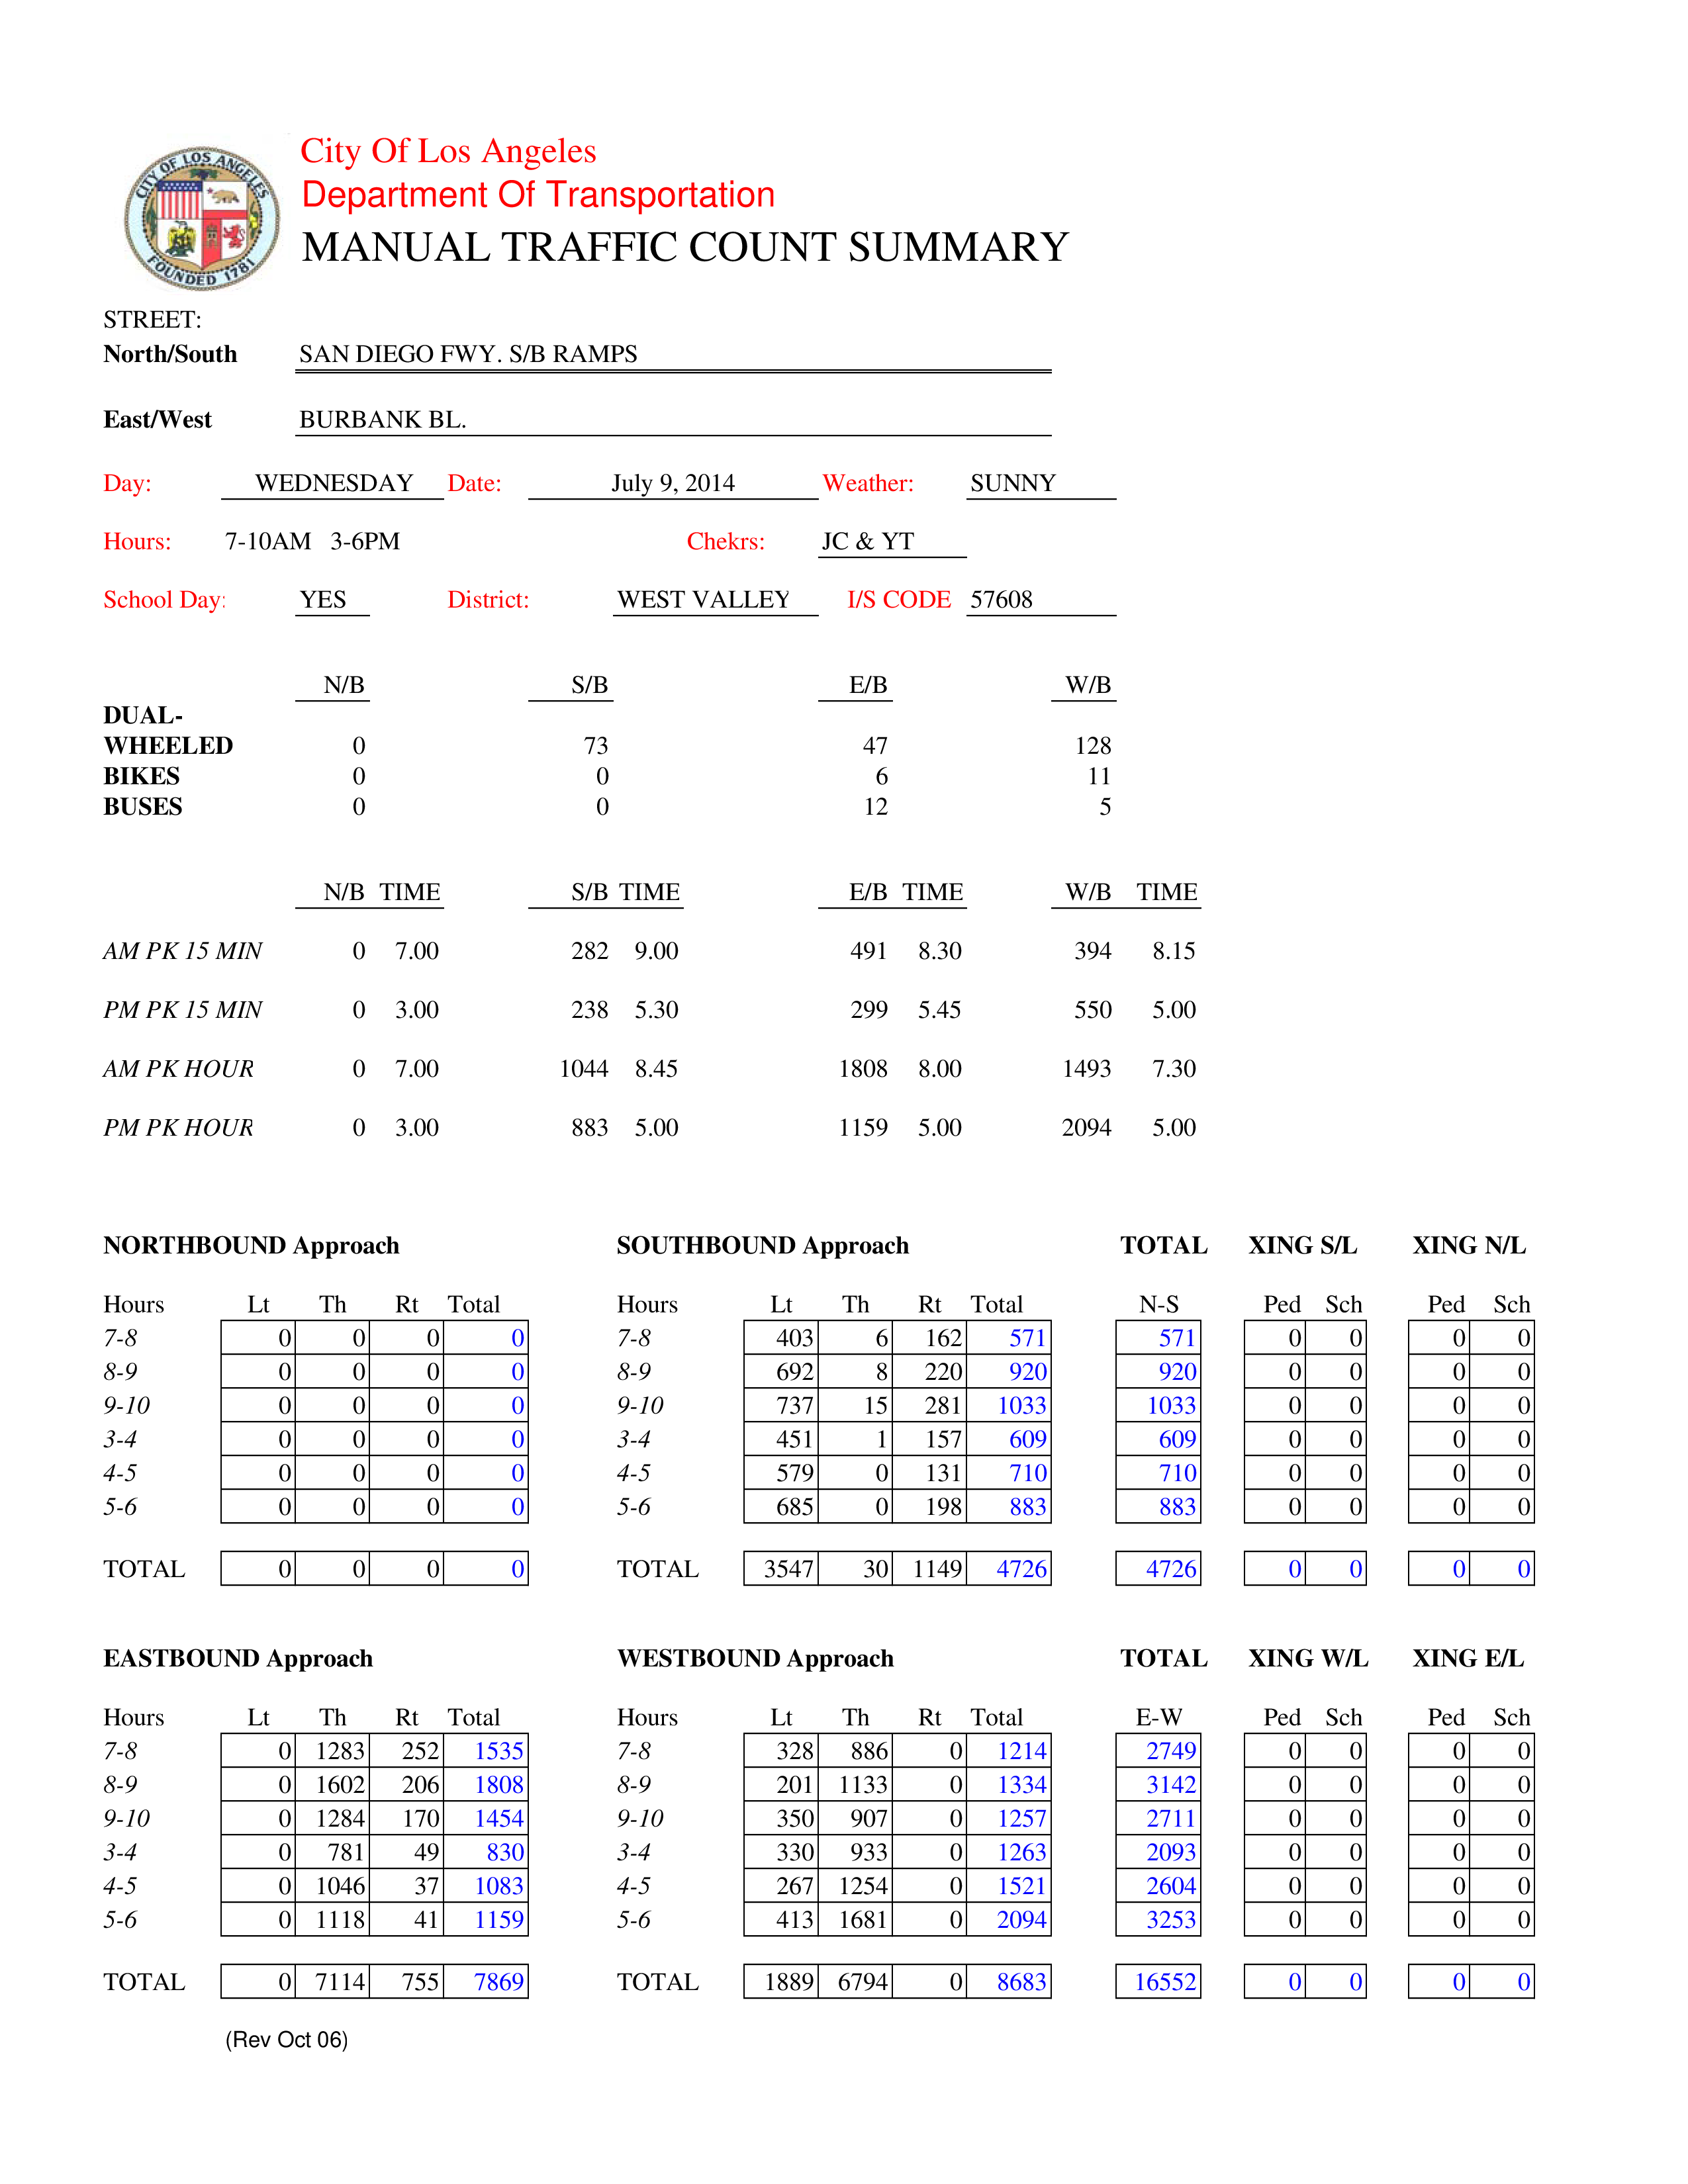 CITY OF LOS ANGELES
FOUNDED 1781
City Of Los Angeles
Department Of Transportation
MANUAL TRAFFIC COUNT SUMMARY
STREET:
North/South SAN DIEGO FWY. S/B RAMPS
East/West BURBANK BL.
Day: WEDNESDAY Date: July 9, 2014 Weather: SUNNY
Hours: 7-10AM 3-6PM Chekrs: JC & YT
School Day: YES District: WEST VALLEY I/S CODE 57608
N/B S/B E/B W/B
DUAL-
WHEELED 0 73 47 128
BIKES 0 0 6 11
BUSES 0 0 12 5
N/B TIME S/B TIME E/B TIME W/B TIME
AM PK 15 MIN 0 7.00 282 9.00 491 8.30 394 8.15
PM PK 15 MIN 0 3.00 238 5.30 299 5.45 550 5.00
AM PK HOUR 0 7.00 1044 8.45 1808 8.00 1493 7.30
PM PK HOUR 0 3.00 883 5.00 1159 5.00 2094 5.00
NORTHBOUND Approach SOUTHBOUND Approach TOTAL XING S/L XING N/L
Hours Lt Th Rt Total Hours Lt Th Rt Total N-S Ped Sch Ped Sch
7-8 0 0 0 0 7-8 403 6 162 571 571 0 0 0 0
8-9 0 0 0 0 8-9 692 8 220 920 920 0 0 0 0
9-10 0 0 0 0 9-10 737 15 281 1033 1033 0 0 0 0
3-4 0 0 0 0 3-4 451 1 157 609 609 0 0 0 0
4-5 0 0 0 0 4-5 579 0 131 710 710 0 0 0 0
5-6 0 0 0 0 5-6 685 0 198 883 883 0 0 0 0
TOTAL 0 0 0 0 TOTAL 3547 30 1149 4726 4726 0 0 0 0
EASTBOUND Approach WESTBOUND Approach TOTAL XING W/L XING E/L
Hours Lt Th Rt Total Hours Lt Th Rt Total E-W Ped Sch Ped Sch
7-8 0 1283 252 1535 7-8 328 886 0 1214 2749 0 0 0 0
8-9 0 1602 206 1808 8-9 201 1133 0 1334 3142 0 0 0 0
9-10 0 1284 170 1454 9-10 350 907 0 1257 2711 0 0 0 0
3-4 0 781 49 830 3-4 330 933 0 1263 2093 0 0 0 0
4-5 0 1046 37 1083 4-5 267 1254 0 1521 2604 0 0 0 0
5-6 0 1118 41 1159 5-6 413 1681 0 2094 3253 0 0 0 0
TOTAL 0 7114 755 7869 TOTAL 1889 6794 0 8683 16552 0 0 0 0
(Rev Oct 06)